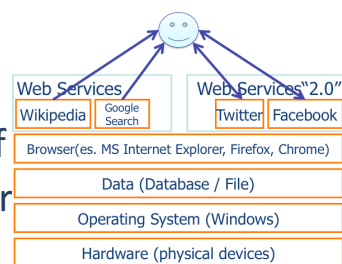 Web Services
Web Services“2.0”
Wikipedia
Google
Search
Twitter
Facebook
f
Browser(es. MS Internet Explorer, Firefox, Chrome)
Data (Database / File)
r
Operating System (Windows)
Hardware (physical devices)